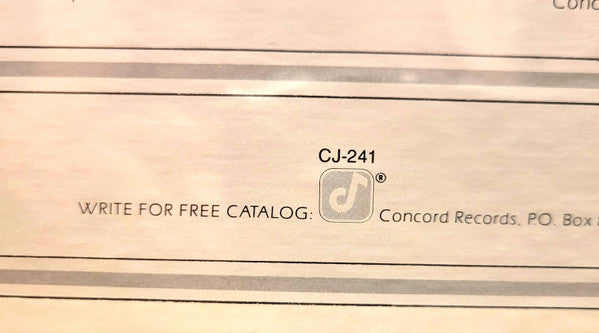 Conc
CJ-241
WRITE FOR FREE CATALOG: ® Concord Records, P.O. Box